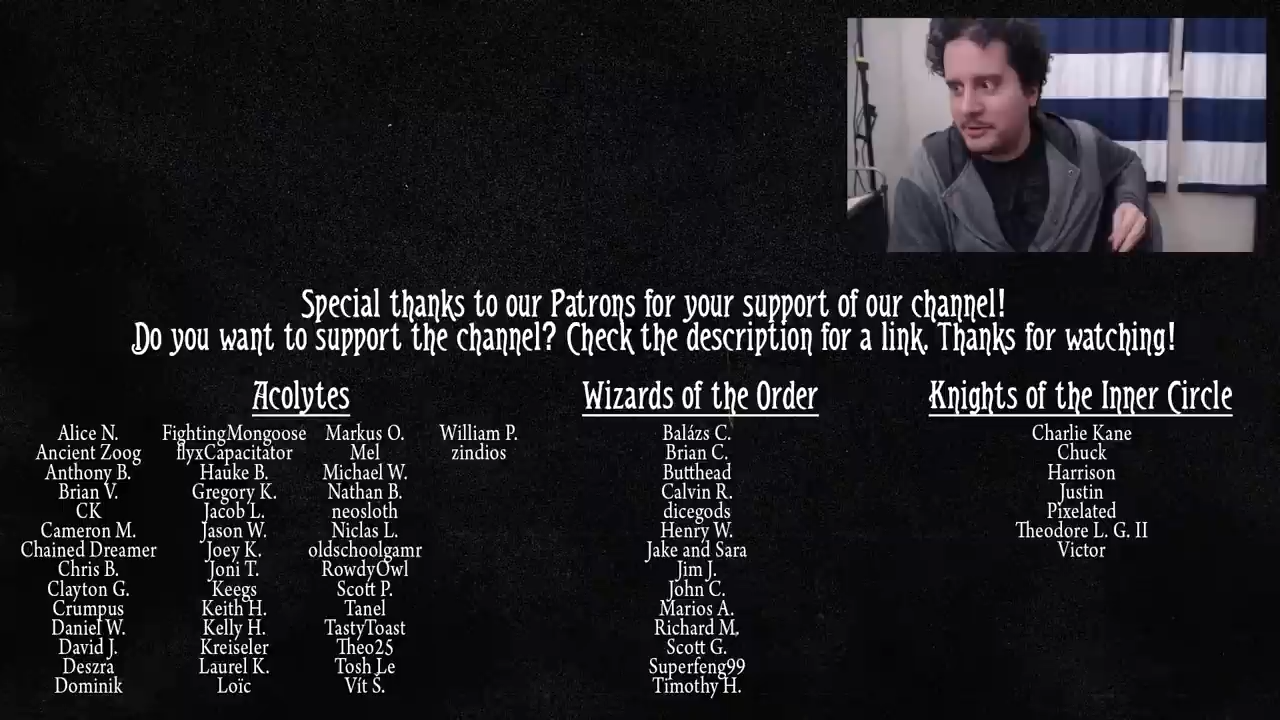 Special thanks to our Patrons for your support of our channel!
Do you want to support the channel? Check the description for a link. Thanks for watching!
Acolytes
Alice N.
Ancient Zoog
Anthony B.
Brian V.
CK
Cameron M.
Chained Dreamer
Chris B.
Clayton G.
Crumpus
Daniel W.
David J.
Deszra
Dominik
FightingMongoose
flyxCapacitator
Hauke B.
Gregory K.
Jacob L.
Jason W.
Joey K.
Joni T.
Keegs
Keith H.
Kelly H.
Kreiseler
Laurel K.
Loïc
Markus O.
Mel
Michael W.
Nathan B.
neosloth
Niclas L.
oldschoolgamr
RowdyOwl
Scott P.
Tanel
TastyToast
Theo25
Tosh Le
Vít S.
William P.
zindios
Wizards of the Order
Balázs C.
Brian C.
Butthead
Calvin R.
dicegods
Henry W.
Jake and Sara
Jim J.
John C.
Marios A.
Richard M.
Scott G.
Superfeng99
Timothy H.
Knights of the Inner Circle
Charlie Kane
Chuck
Harrison
Justin
Pixelated
Theodore L. G. II
Victor